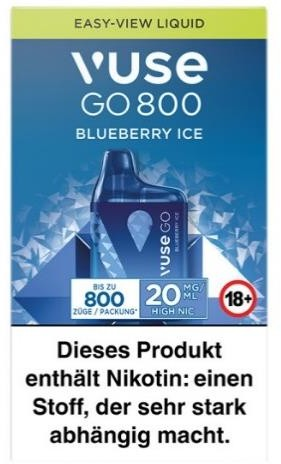 EASY-VIEW LIQUID
vuse
GO 800
BLUEBERRY ICE
vuse GO
BLUEBERRY ICE
BIS ZU
800
ZÜGE / PACKUNG*
20 MG/ML
HIGH NIC
18+
Dieses Produkt
enthält Nikotin: einen
Stoff, der sehr stark
abhängig macht.